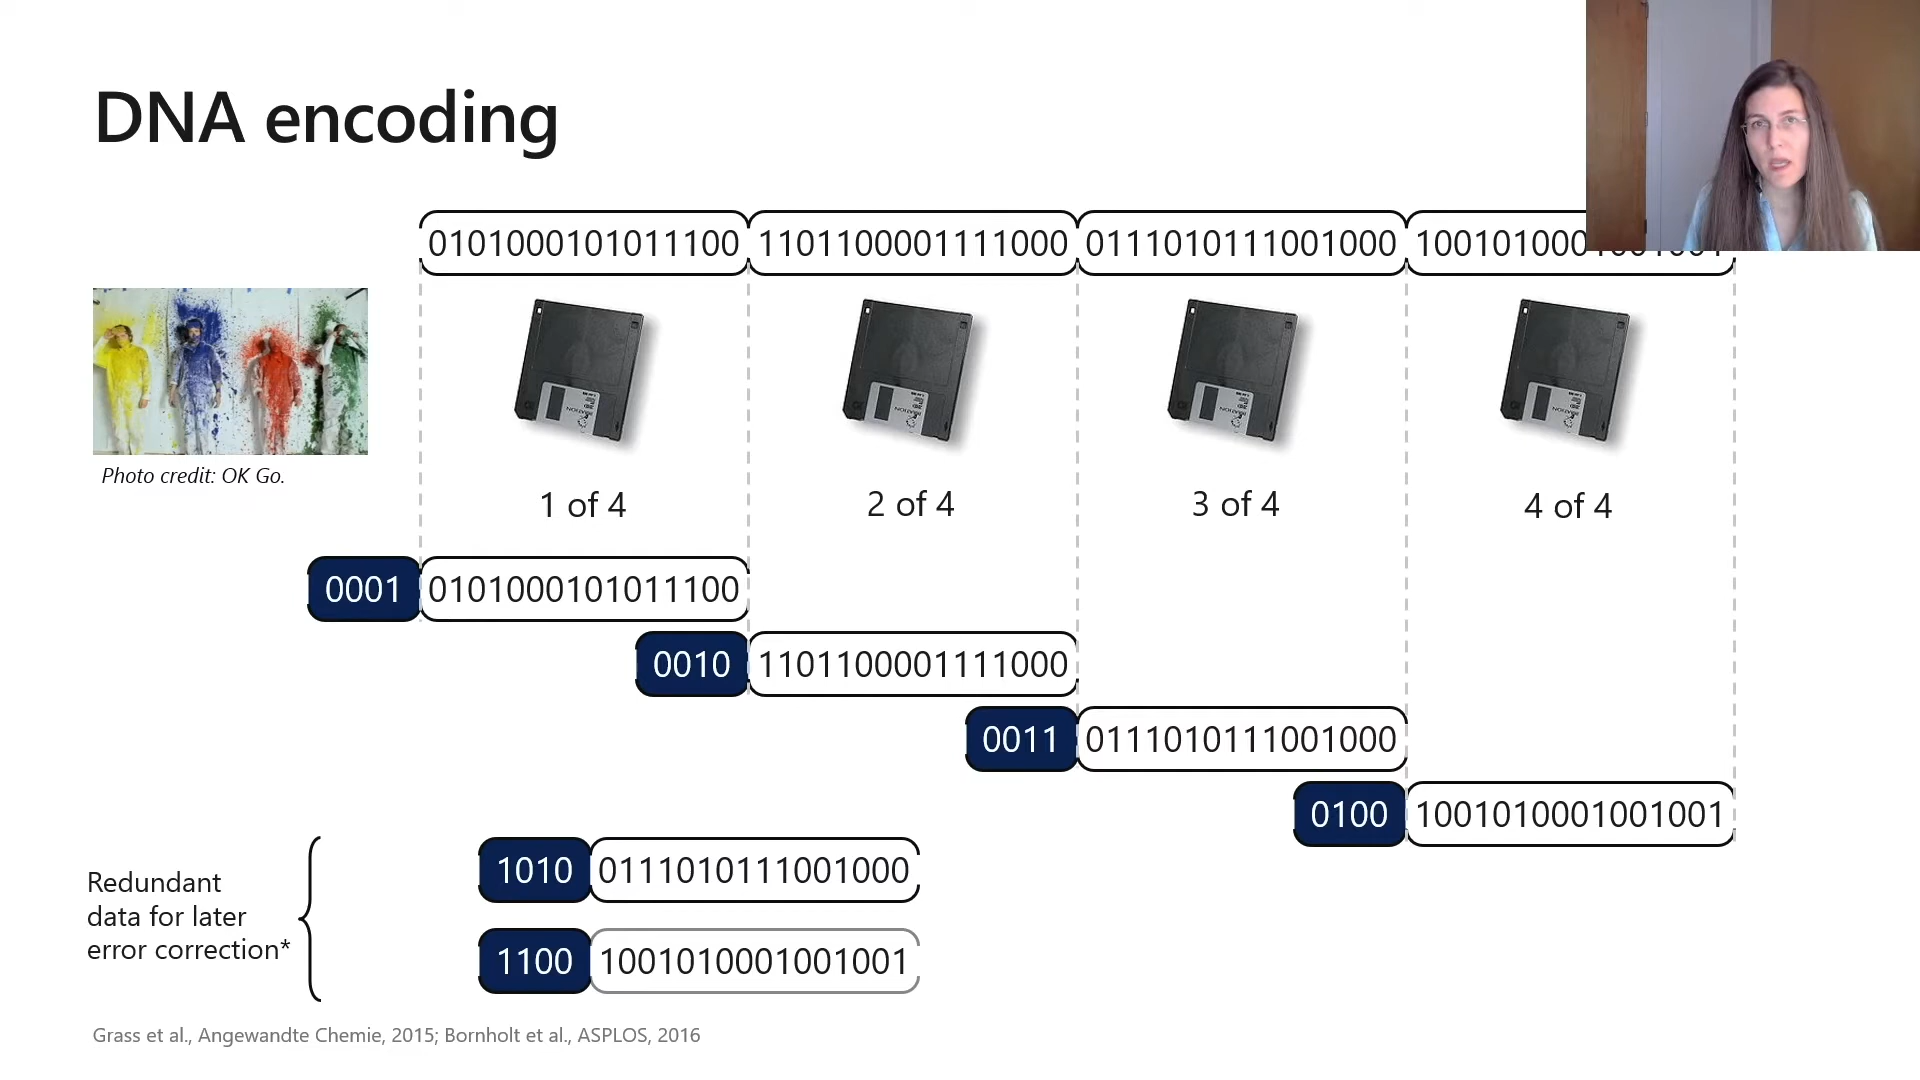 DNA encoding
0101000101011100 1101100001111000 0111010111001000 100101000
Photo credit: OK Go.
1 of 4 2 of 4 3 of 4 4 of 4
0001 0101000101011100
0010 1101100001111000
0011 0111010111001000
0100 1001010001001001
1010 0111010111001000
Redundant
data for later
error correction*
1100 1001010001001001
Grass et al., Angewandte Chemie, 2015; Bornholt et al., ASPLOS, 2016